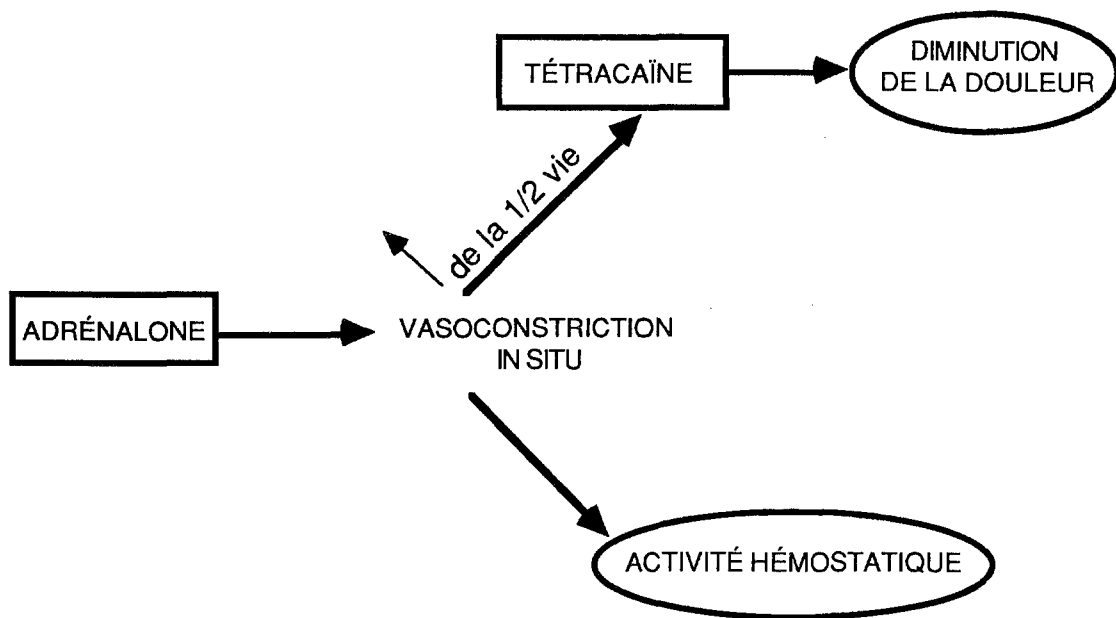 TÉTRACAÏNE
DIMINUTION
DE LA DOULEUR
de la 1/2 vie
ADRÉNALONE
VASOCONSTRICTION
IN SITU
ACTIVITÉ HÉMOSTATIQUE